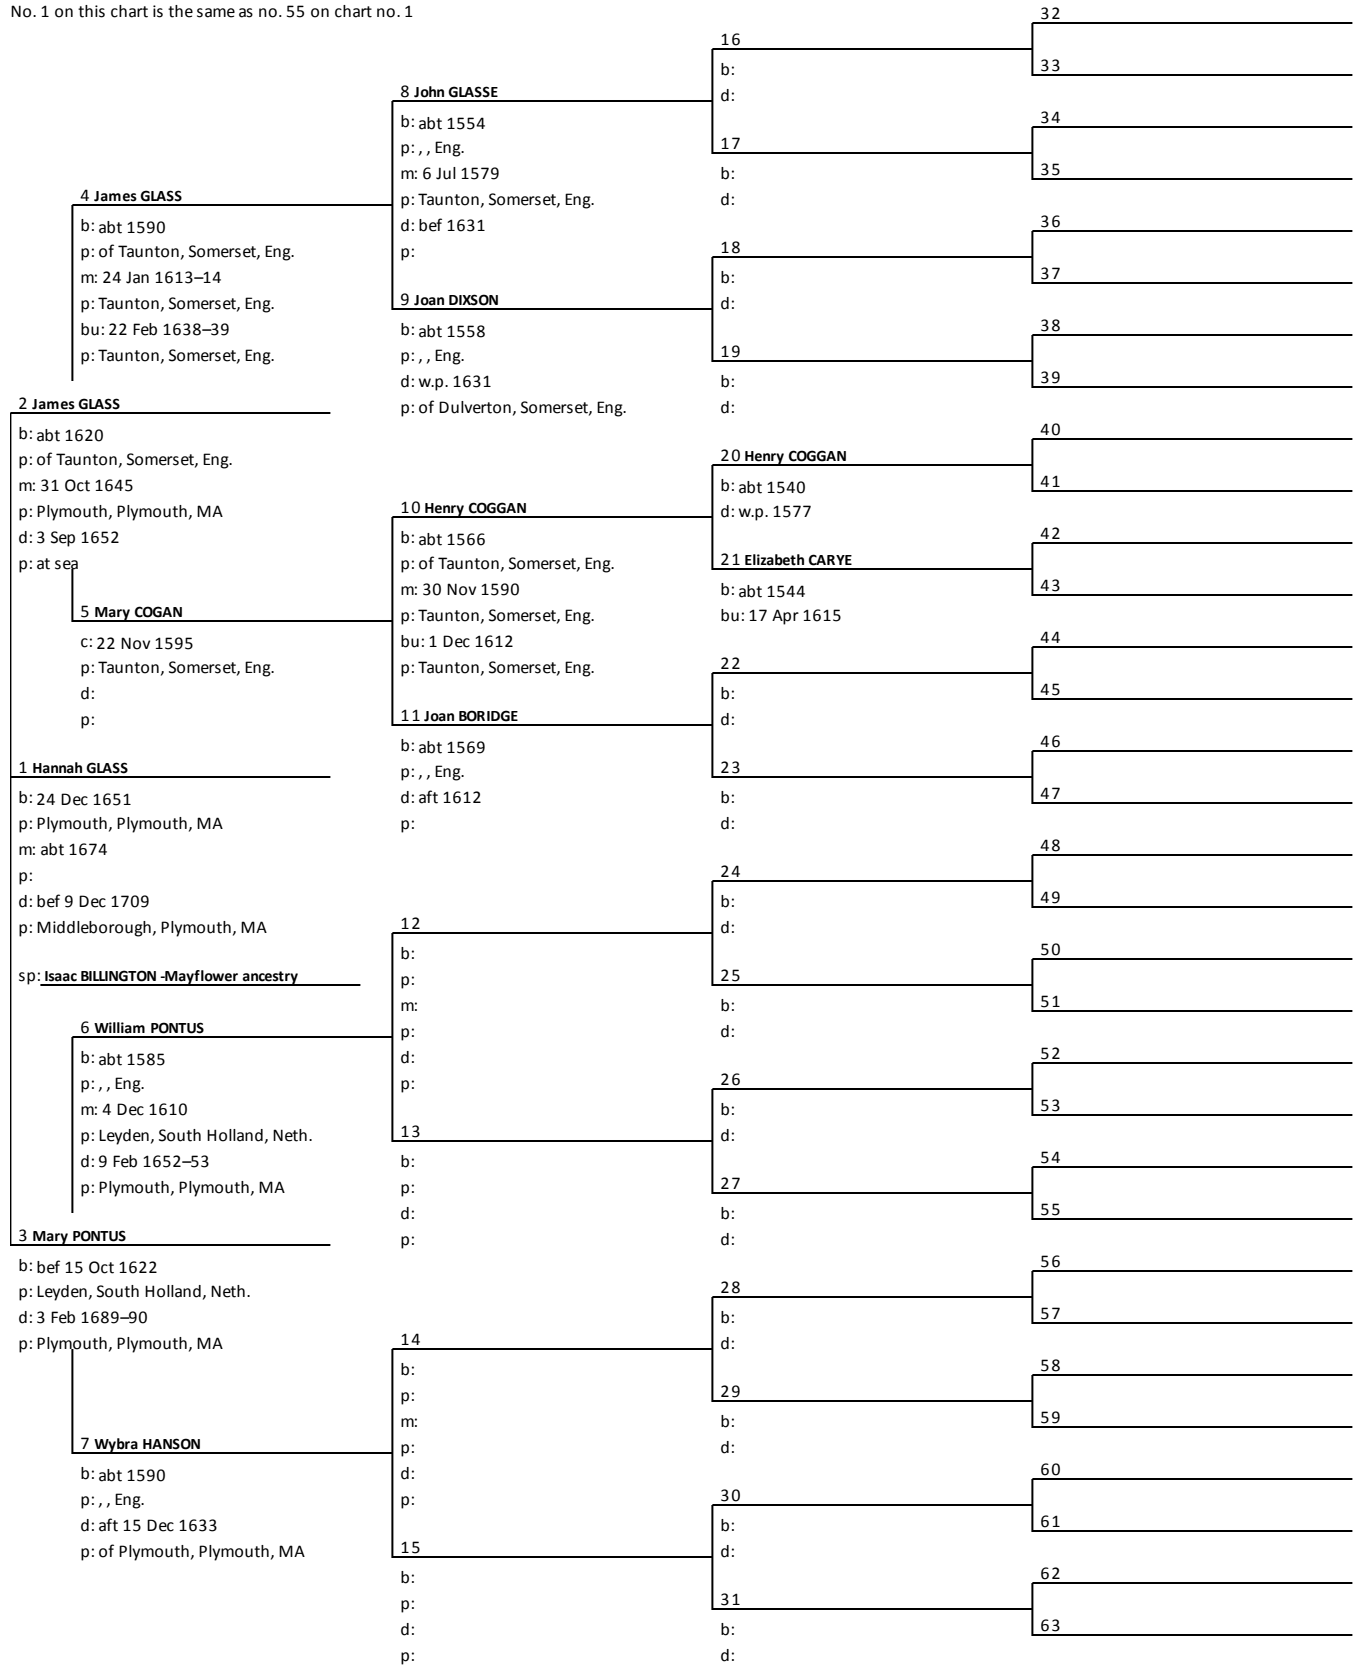 No. 1 on this chart is the same as no. 55 on chart no. 1
4 James GLASS
b: abt 1590
p: of Taunton, Somerset, Eng.
m: 24 Jan 1613–14
p: Taunton, Somerset, Eng.
bu: 22 Feb 1638–39
p: Taunton, Somerset, Eng.
2 James GLASS
b: abt 1620
p: of Taunton, Somerset, Eng.
m: 31 Oct 1645
p: Plymouth, Plymouth, MA
d: 3 Sep 1652
p: at sea
5 Mary COGAN
c: 22 Nov 1595
p: Taunton, Somerset, Eng.
d:
p:
1 Hannah GLASS
b: 24 Dec 1651
p: Plymouth, Plymouth, MA
m: abt 1674
p:
d: bef 9 Dec 1709
p: Middleborough, Plymouth, MA
sp: Isaac BILLINGTON -Mayflower ancestry
6 William PONTUS
b: abt 1585
p: , , Eng.
m: 4 Dec 1610
p: Leyden, South Holland, Neth.
d: 9 Feb 1652–53
p: Plymouth, Plymouth, MA
3 Mary PONTUS
b: bef 15 Oct 1622
p: Leyden, South Holland, Neth.
d: 3 Feb 1689–90
p: Plymouth, Plymouth, MA
7 Wybra HANSON
b: abt 1590
p: , , Eng.
d: aft 15 Dec 1633
p: of Plymouth, Plymouth, MA
8 John GLASSE
b: abt 1554
p: , , Eng.
m: 6 Jul 1579
p: Taunton, Somerset, Eng.
d: bef 1631
p:
9 Joan DIXSON
b: abt 1558
p: , , Eng.
d: w.p. 1631
p: of Dulverton, Somerset, Eng.
10 Henry COGGAN
b: abt 1566
p: of Taunton, Somerset, Eng.
m: 30 Nov 1590
p: Taunton, Somerset, Eng.
bu: 1 Dec 1612
p: Taunton, Somerset, Eng.
11 Joan BORIDGE
b: abt 1569
p: , , Eng.
d: aft 1612
p:
12
b:
p:
m:
p:
d:
p:
13
b:
p:
d:
p:
14
b:
p:
m:
p:
d:
p:
15
b:
p:
d:
p:
16
b:
d:
17
b:
d:
18
b:
d:
19
b:
d:
20 Henry COGGAN
b: abt 1540
d: w.p. 1577
21 Elizabeth CARYE
b: abt 1544
bu: 17 Apr 1615
22
b:
d:
23
b:
d:
24
b:
d:
25
b:
d:
26
b:
d:
27
b:
d:
28
b:
d:
29
b:
d:
30
b:
d:
31
b:
d:
32
33
34
35
36
37
38
39
40
41
42
43
44
45
46
47
48
49
50
51
52
53
54
55
56
57
58
59
60
61
62
63